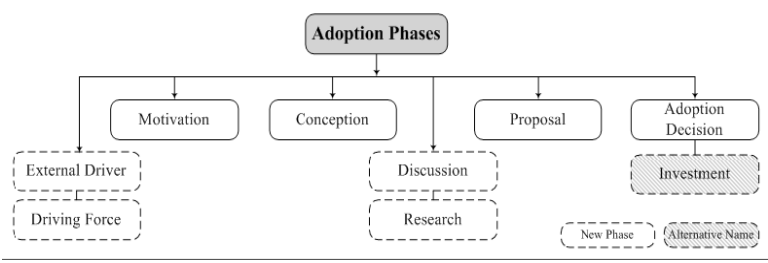 Adoption Phases
Motivation
Conception
Proposal
Adoption
Decision
External Driver
Discussion
Investment
Driving Force
Research
New Phase
Alternative Name